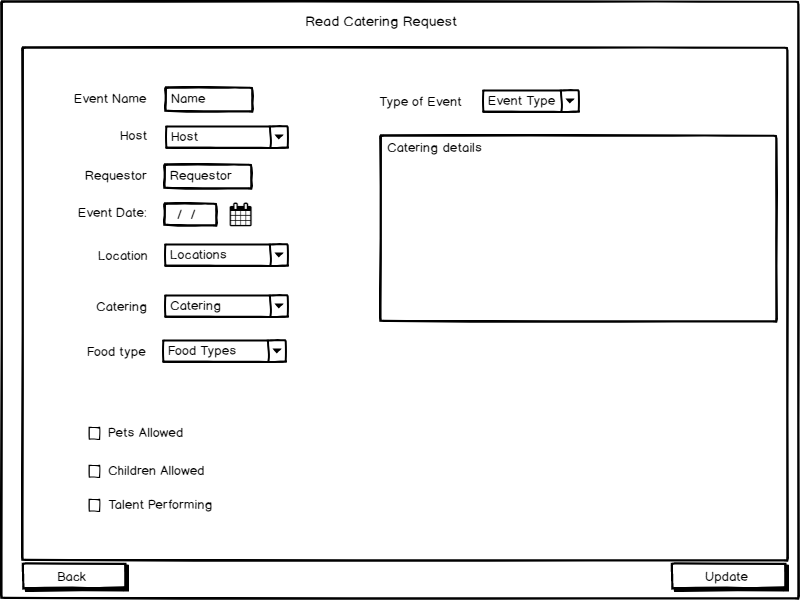 Read Catering Request
Event Name Name
Type of Event Event Type
Host Host
Catering details
Requestor Requestor
Event Date: / /
Location Locations
Catering Catering
Food type Food Types
Pets Allowed
Children Allowed
Talent Performing
Back
Update